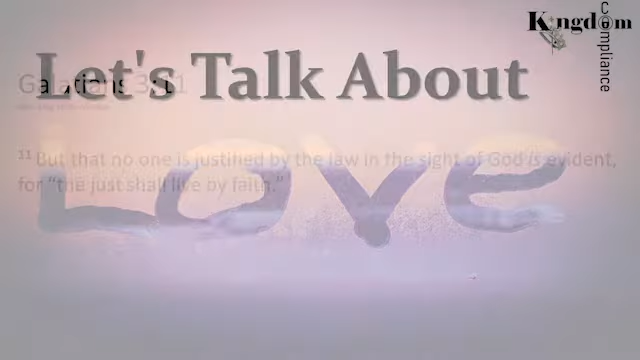 Kingdom
Compliance
Let's Talk About
Galatians 3:11
¹¹ But that no one is justified by the law in the sight of God is evident,
for “the just shall live by faith.”
LOVE